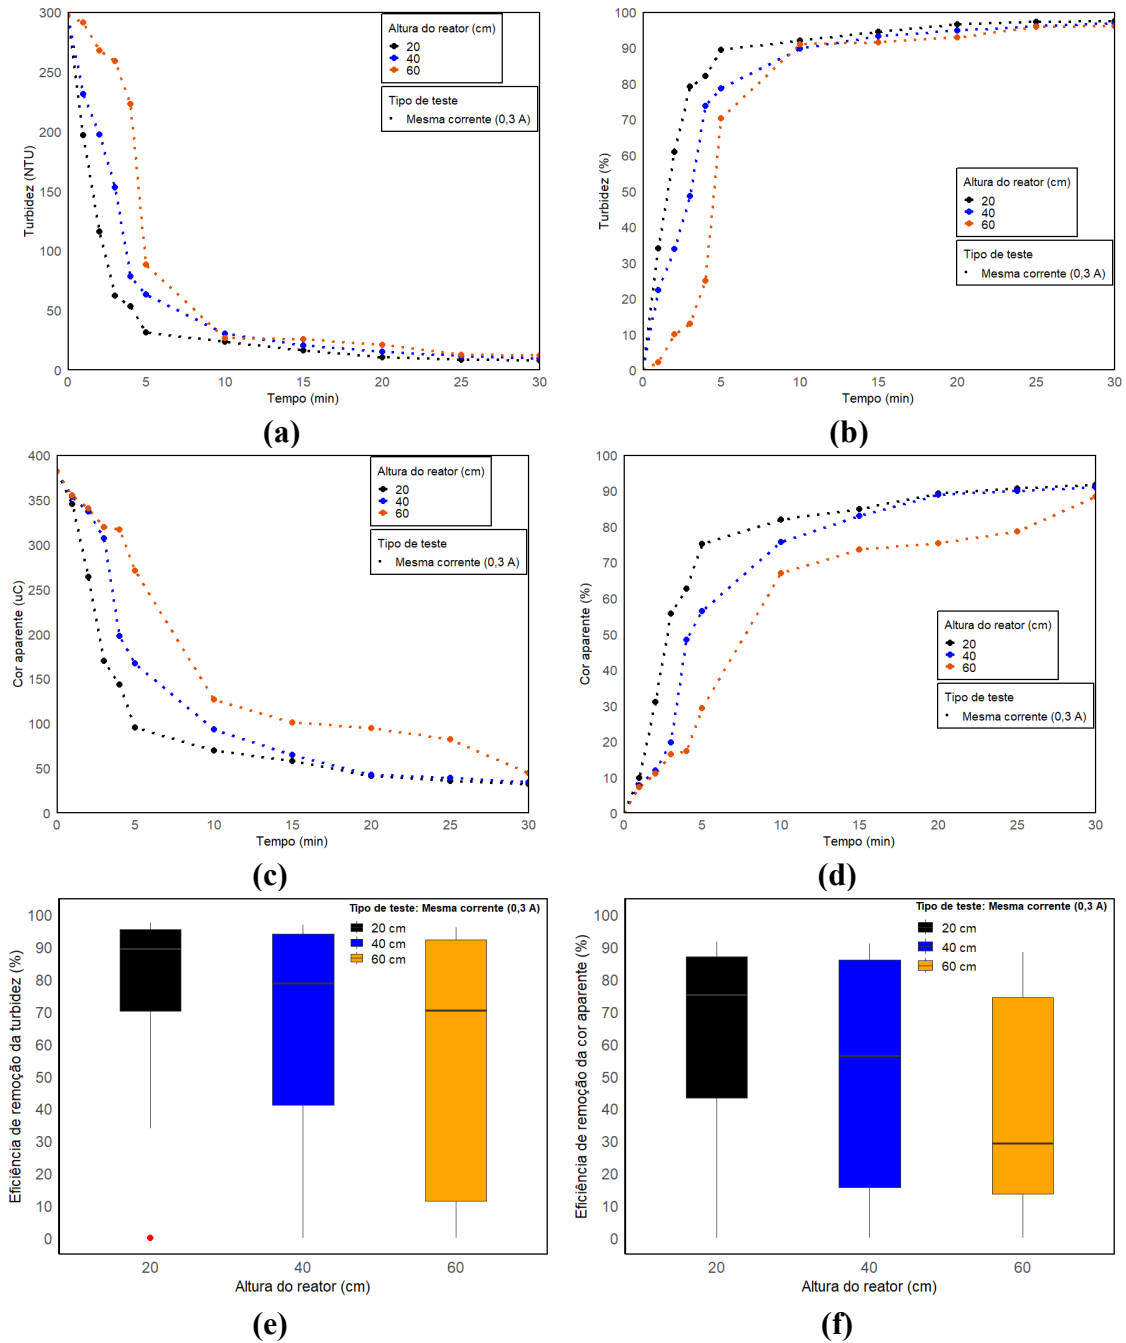 300
250
200
150
100
50
0
Turbidez (NTU)
Altura do reator (cm)
20
40
60
Tipo de teste
Mesma corrente (0,3 A)
0 5 10 15 20 25 30
Tempo (min)
(a)
100
90
80
70
60
50
40
30
20
10
0
Turbidez (%)
Altura do reator (cm)
20
40
60
Tipo de teste
Mesma corrente (0,3 A)
0 5 10 15 20 25 30
Tempo (min)
(b)
400
350
300
250
200
150
100
50
0
Cor aparente (uC)
Altura do reator (cm)
20
40
60
Tipo de teste
Mesma corrente (0,3 A)
0 5 10 15 20 25 30
Tempo (min)
(c)
100
90
80
70
60
50
40
30
20
10
0
Cor aparente (%)
Altura do reator (cm)
20
40
60
Tipo de teste
Mesma corrente (0,3 A)
0 5 10 15 20 25 30
Tempo (min)
(d)
100
90
80
70
60
50
40
30
20
10
0
Eficiência de remoção da turbidez (%)
Tipo de teste: Mesma corrente (0,3 A)
20 cm
40 cm
60 cm
20 40 60
Altura do reator (cm)
(e)
100
90
80
70
60
50
40
30
20
10
0
Eficiência de remoção da cor aparente (%)
Tipo de teste: Mesma corrente (0,3 A)
20 cm
40 cm
60 cm
20 40 60
Altura do reator (cm)
(f)